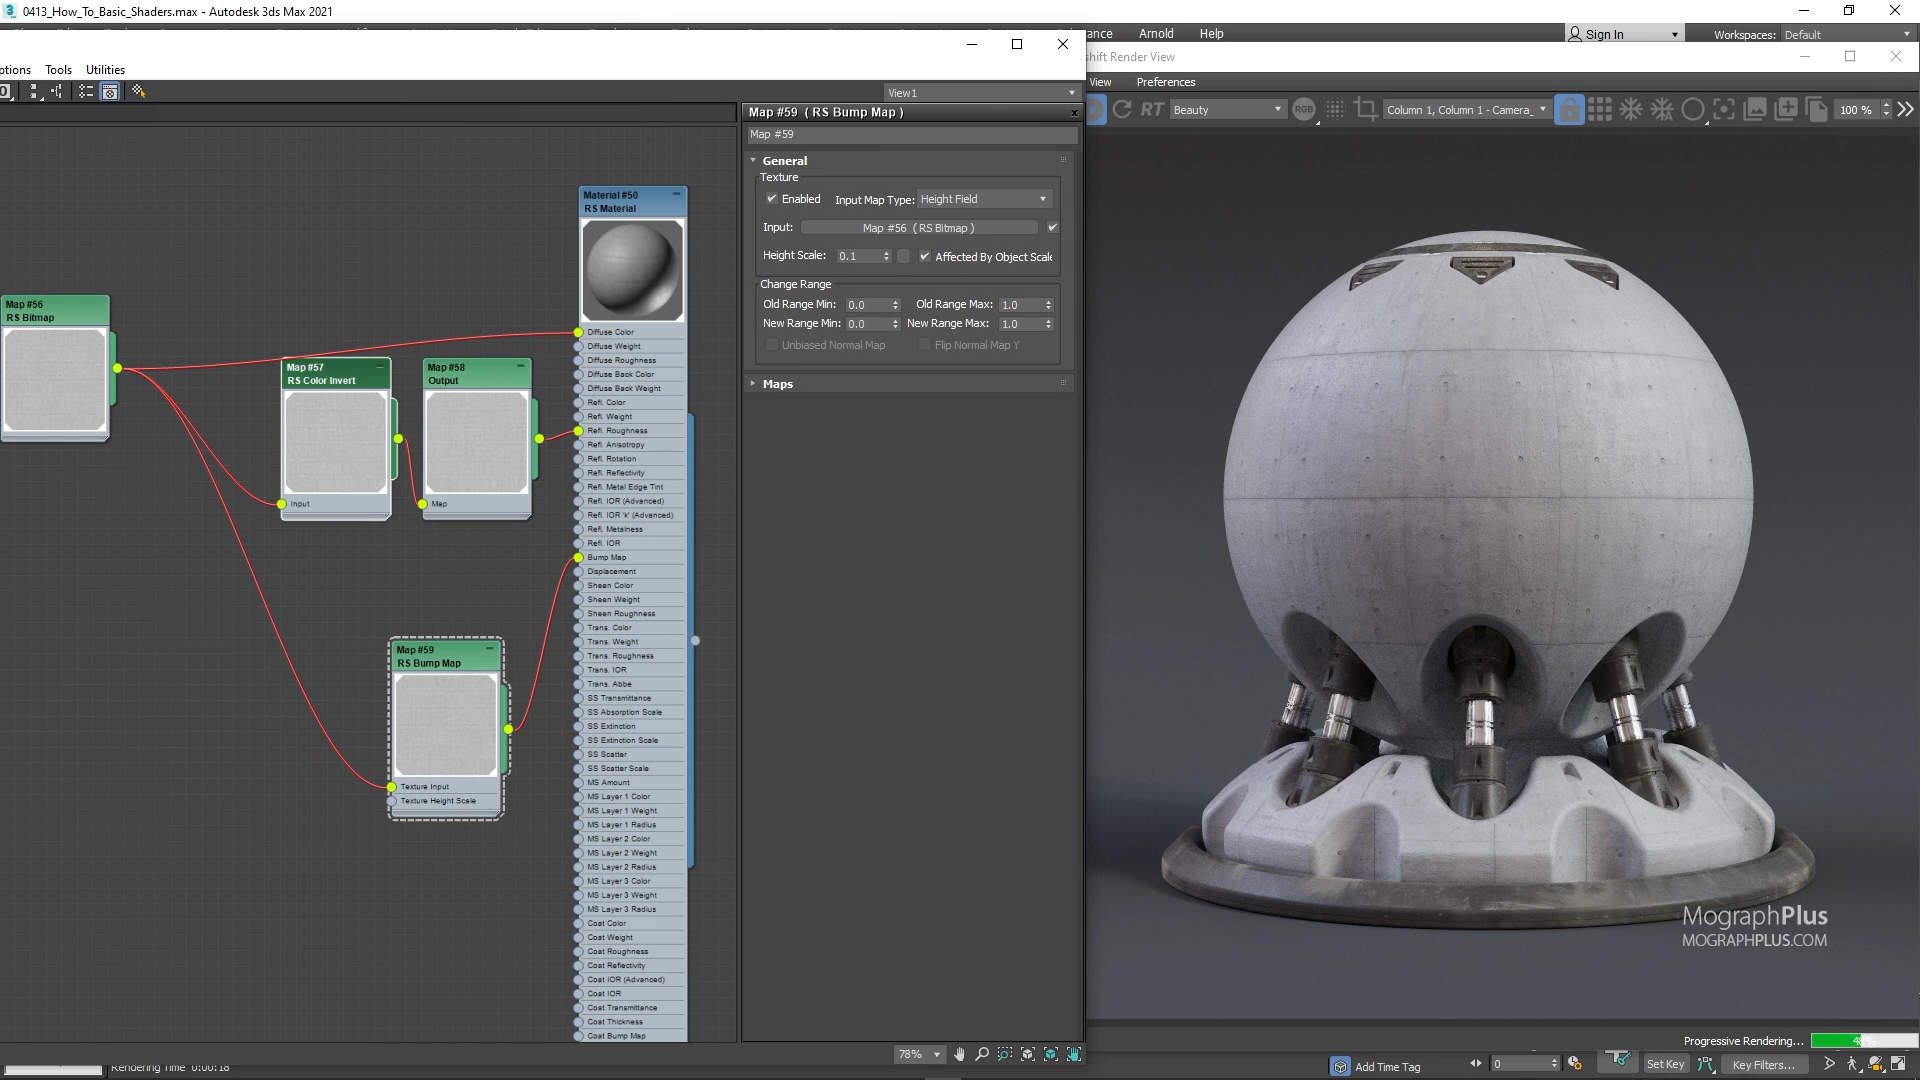 0413_How_To_Basic_Shaders.max - Autodesk 3ds Max 2021
Arnold Help
Sign In
Workspaces: Default
shift Render View
View Preferences
RT Beauty
RGB
Column 1, Column 1 - Camera_
100 %
ptions Tools Utilities
View1
Map #59 ( RS Bump Map )
Map #59
General
Texture
Enabled
Input Map Type: Height Field
Input: Map #56 ( RS Bitmap )
Height Scale: 0.1
Affected By Object Scale
Change Range
Old Range Min: 0.0 Old Range Max: 1.0
New Range Min: 0.0 New Range Max: 1.0
Unbiased Normal Map Flip Normal Map Y
Maps
Map #56
RS Bitmap
Map #57
RS Color Invert
Input
Map #58
Output
Map
Map #59
RS Bump Map
Texture Input
Texture Height Scale
Material #50
RS Material
Diffuse Color
Diffuse Weight
Diffuse Roughness
Diffuse Back Color
Diffuse Back Weight
Refl. Color
Refl. Weight
Refl. Roughness
Refl. Anisotropy
Refl. Rotation
Refl. Reflectivity
Refl. Metal Edge Tint
Refl. IOR (Advanced)
Refl. IOR 'k' (Advanced)
Refl. Metalness
Refl. IOR
Bump Map
Displacement
Sheen Color
Sheen Weight
Sheen Roughness
Trans. Color
Trans. Weight
Trans. Roughness
Trans. IOR
Trans. Abbe
SS Transmittance
SS Absorption Scale
SS Extinction
SS Extinction Scale
SS Scatter
SS Scatter Scale
MS Amount
MS Layer 1 Color
MS Layer 1 Weight
MS Layer 1 Radius
MS Layer 2 Color
MS Layer 2 Weight
MS Layer 2 Radius
MS Layer 3 Color
MS Layer 3 Weight
MS Layer 3 Radius
Coat Color
Coat Weight
Coat Roughness
Coat Reflectivity
Coat IOR (Advanced)
Coat IOR
Coat Transmittance
Coat Thickness
Coat Bump Map
78%
MographPlus
MOGRAPHPLUS.COM
Progressive Rendering...
Rendering Time 0:00:18
Add Time Tag
0
Set Key
Key Filters...